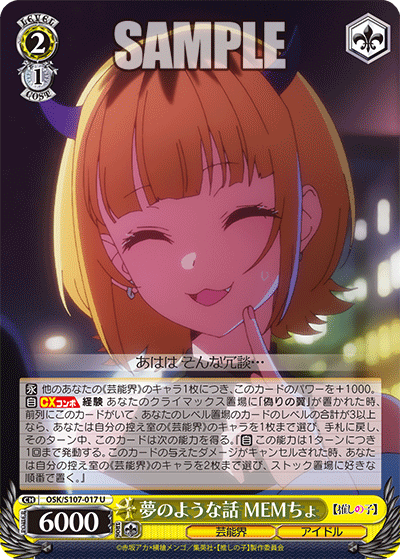 LEVEL
2
1
COST
SAMPLE
あはは そんな冗談…
永 他のあなたの《芸能界》のキャラ1枚につき、このカードのパワーを＋1000。
自 CXコンボ 経験 あなたのクライマックス置場に「偽りの翼」が置かれた時、
前列にこのカードがいて、あなたのレベル置場のカードのレベルの合計が3以上
なら、あなたは自分の控え室の《芸能界》のキャラを1枚まで選び、手札に戻し、
そのターン中、このカードは次の能力を得る。『自 この能力は1ターンにつき
1回まで発動する。このカードの与えたダメージがキャンセルされた時、あな
たは自分の控え室の《芸能界》のキャラを2枚まで選び、ストック置場に好きな
順番で置く。』
OSK/S107-017 U
6000
夢のような話 MEMちょ
【推しの子】
芸能界
アイドル
©赤坂アカ×横槍メンゴ／集英社・【推しの子】製作委員会